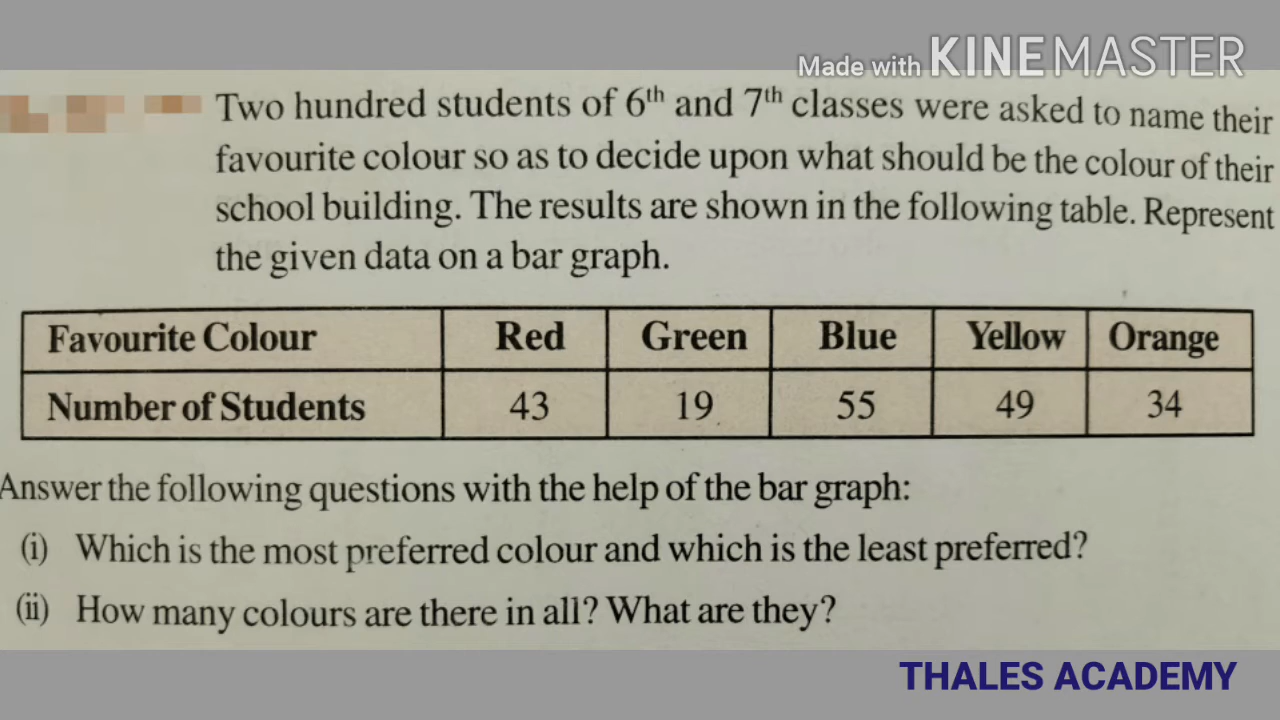 Made with KINEMASTER
Two hundred students of 6th and 7th classes were asked to name their
favourite colour so as to decide upon what should be the colour of their
school building. The results are shown in the following table. Represent
the given data on a bar graph.
Favourite Colour Red Green Blue Yellow Orange
Number of Students 43 19 55 49 34
Answer the following questions with the help of the bar graph:
(i) Which is the most preferred colour and which is the least preferred?
(ii) How many colours are there in all? What are they?
THALES ACADEMY